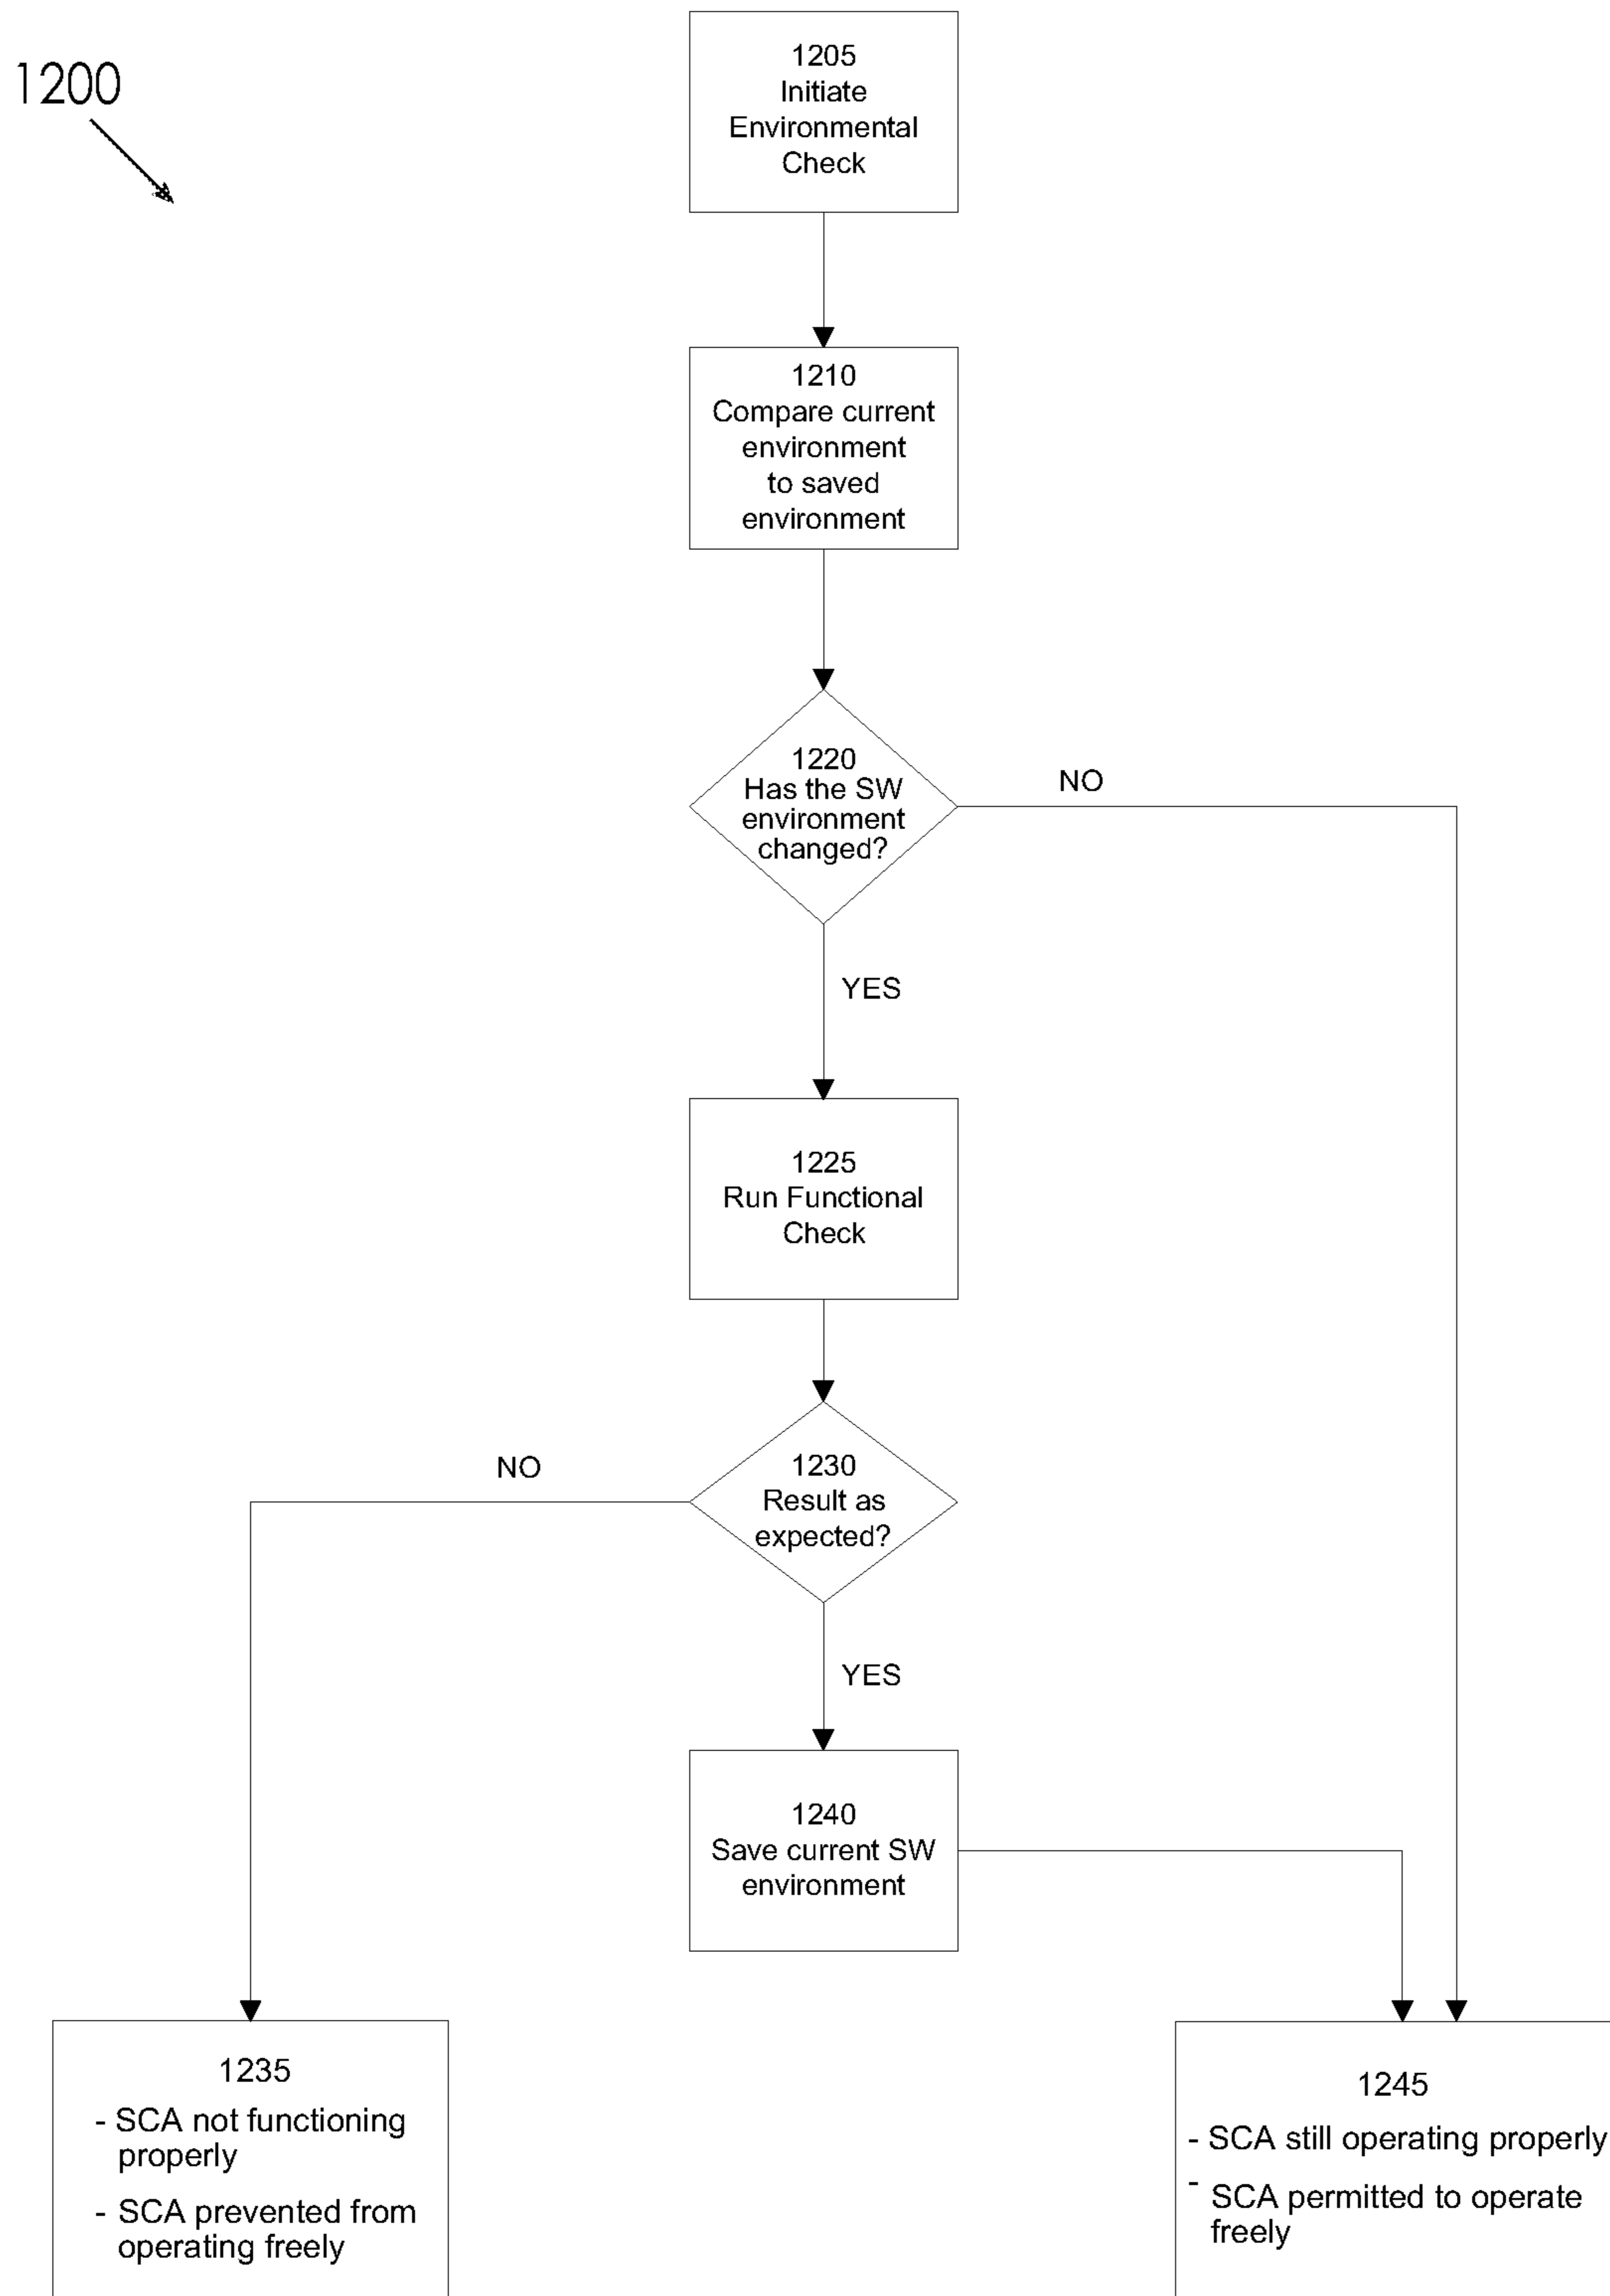 1200
1205
Initiate
Environmental
Check
1210
Compare current
environment
to saved
environment
1220
Has the SW
environment
changed?
NO
YES
1225
Run Functional
Check
1230
Result as
expected?
NO
YES
1240
Save current SW
environment
1235
- SCA not functioning
properly
- SCA prevented from
operating freely
1245
- SCA still operating properly
- SCA permitted to operate
freely